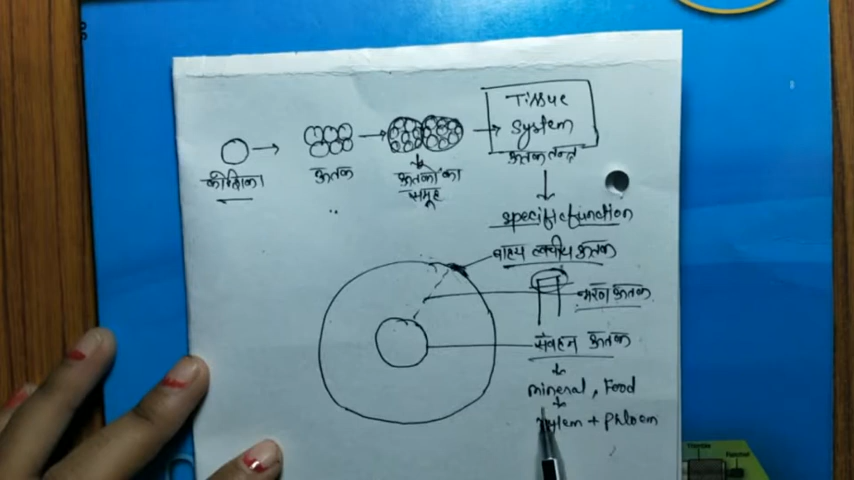 Tissue
System
ऊतक तन्त्र
कोशिका
ऊतक
ऊतकों का
समूह
specific function
बाह्य त्वचीय ऊतक
भरण ऊतक
संवहन ऊतक
mineral, Food
xylem + Phloem